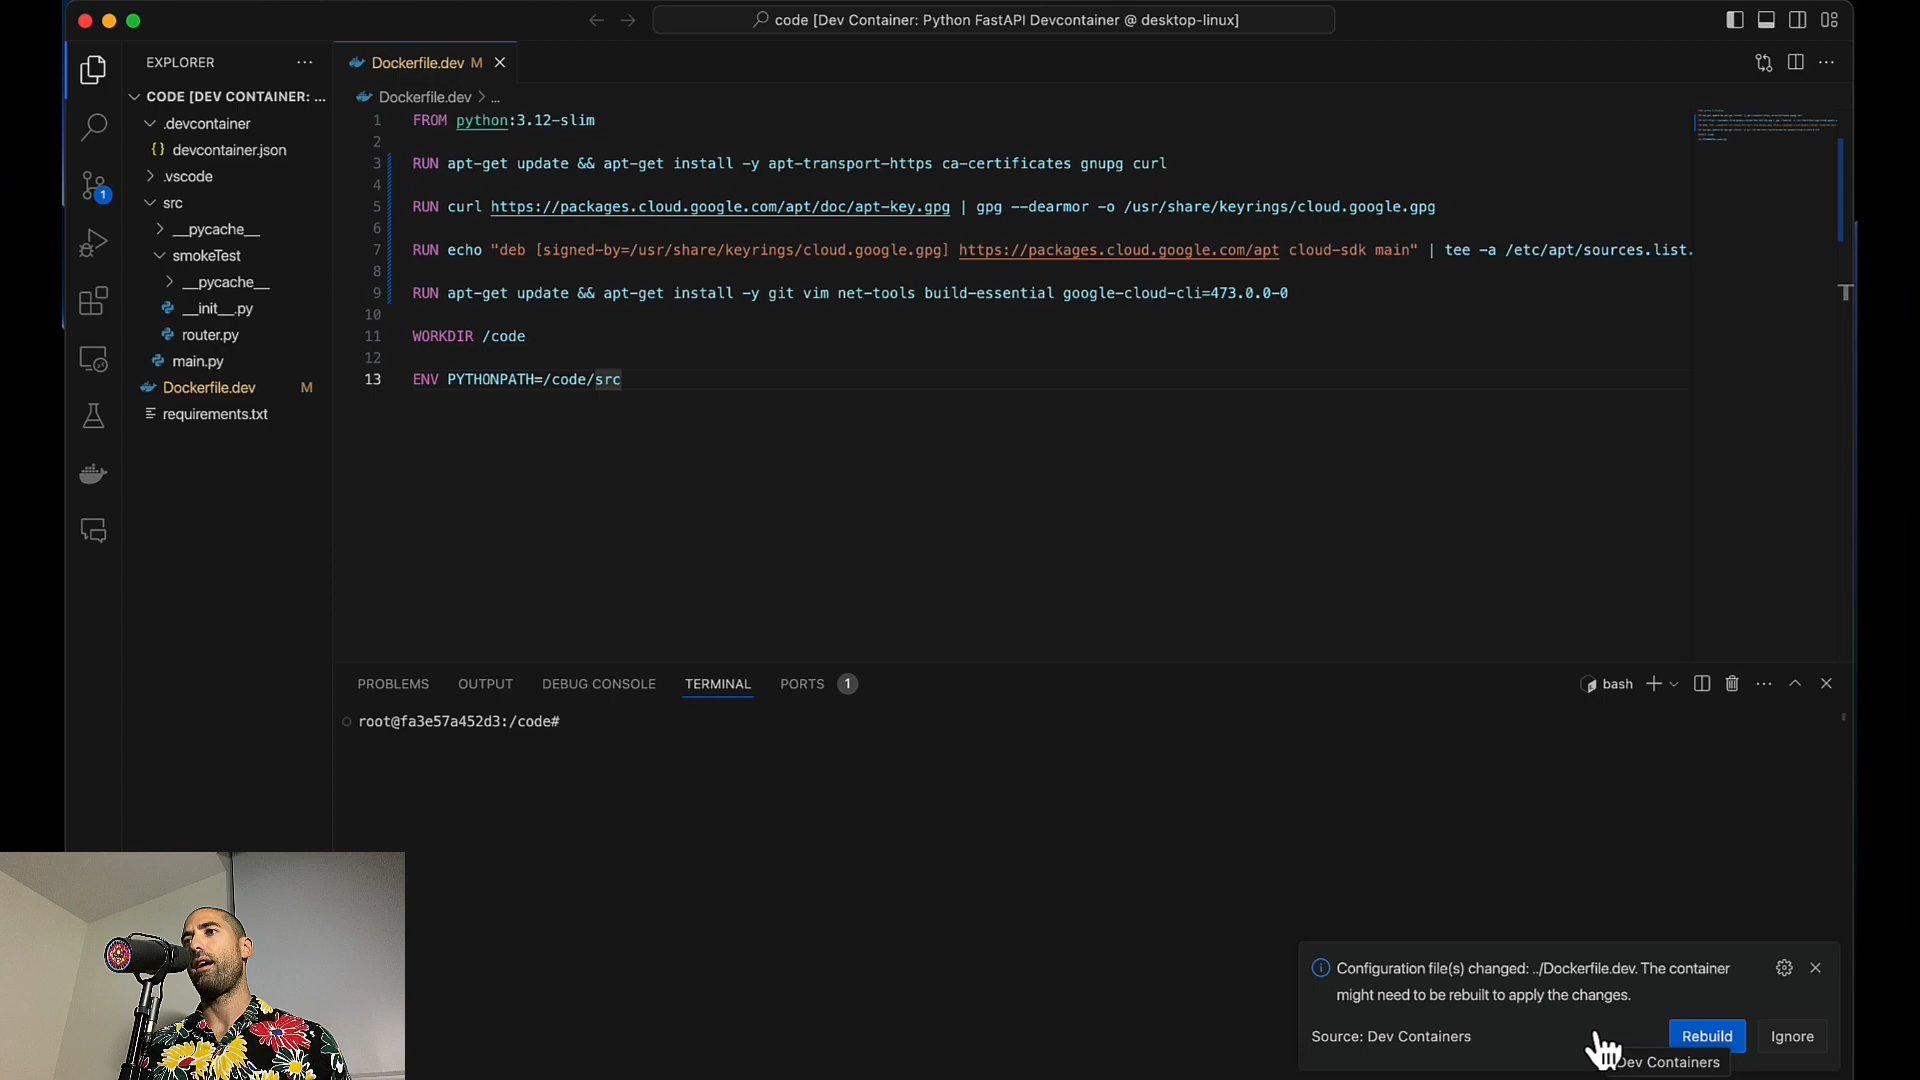 code [Dev Container: Python FastAPI Devcontainer @ desktop-linux]
EXPLORER
CODE [DEV CONTAINER: ...
.devcontainer
{} devcontainer.json
.vscode
src
__pycache__
smokeTest
__pycache__
__init__.py
router.py
main.py
Dockerfile.dev M
requirements.txt
1
Dockerfile.dev M
Dockerfile.dev > ...
1 FROM python:3.12-slim
2
3 RUN apt-get update && apt-get install -y apt-transport-https ca-certificates gnupg curl
4
5 RUN curl https://packages.cloud.google.com/apt/doc/apt-key.gpg | gpg --dearmor -o /usr/share/keyrings/cloud.google.gpg
6
7 RUN echo "deb [signed-by=/usr/share/keyrings/cloud.google.gpg] https://packages.cloud.google.com/apt cloud-sdk main" | tee -a /etc/apt/sources.list.
8
9 RUN apt-get update && apt-get install -y git vim net-tools build-essential google-cloud-cli=473.0.0-0
10
11 WORKDIR /code
12
13 ENV PYTHONPATH=/code/src
PROBLEMS OUTPUT DEBUG CONSOLE TERMINAL PORTS 1
bash
root@fa3e57a452d3:/code#
Configuration file(s) changed: ../Dockerfile.dev. The container
might need to be rebuilt to apply the changes.
Source: Dev Containers
Rebuild
Ignore
Dev Containers